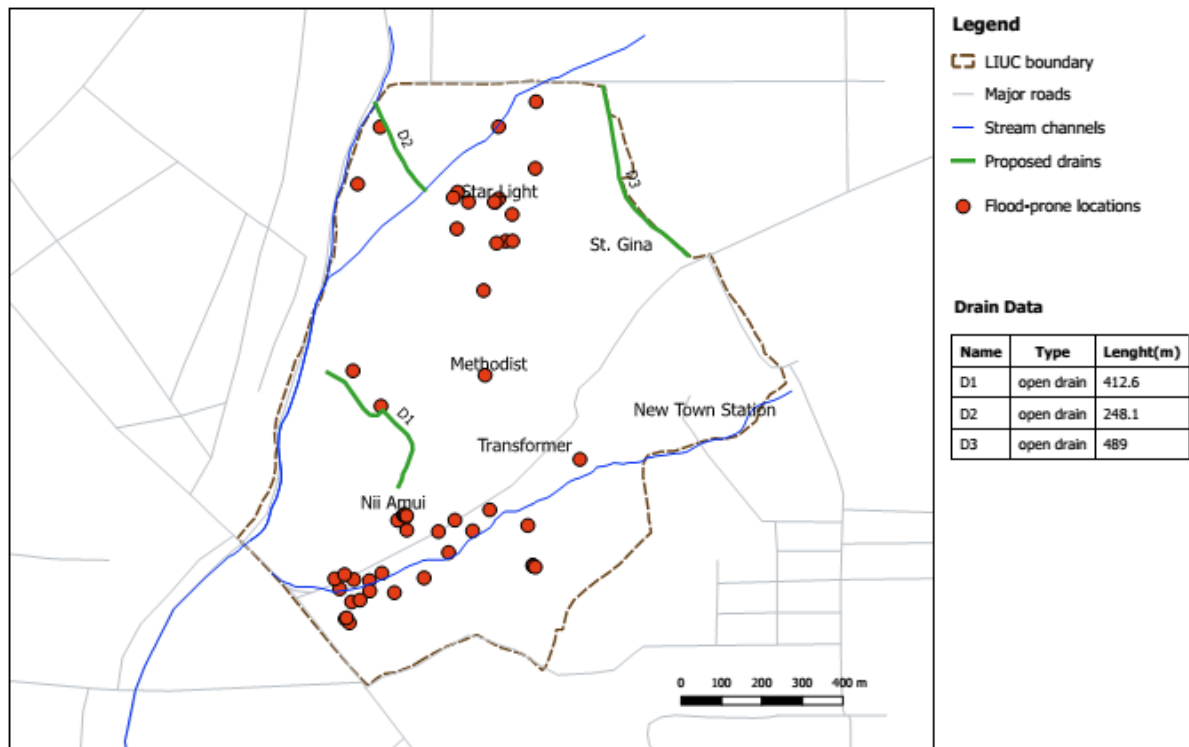 Legend
LIUC boundary
Major roads
Stream channels
Proposed drains
Flood-prone locations
Drain Data
Name Type Lenght(m)
D1 open drain 412.6
D2 open drain 248.1
D3 open drain 489
D2
Star Light
D3
St. Gina
Methodist
D1
New Town Station
Transformer
Nii Amui
0 100 200 300 400 m